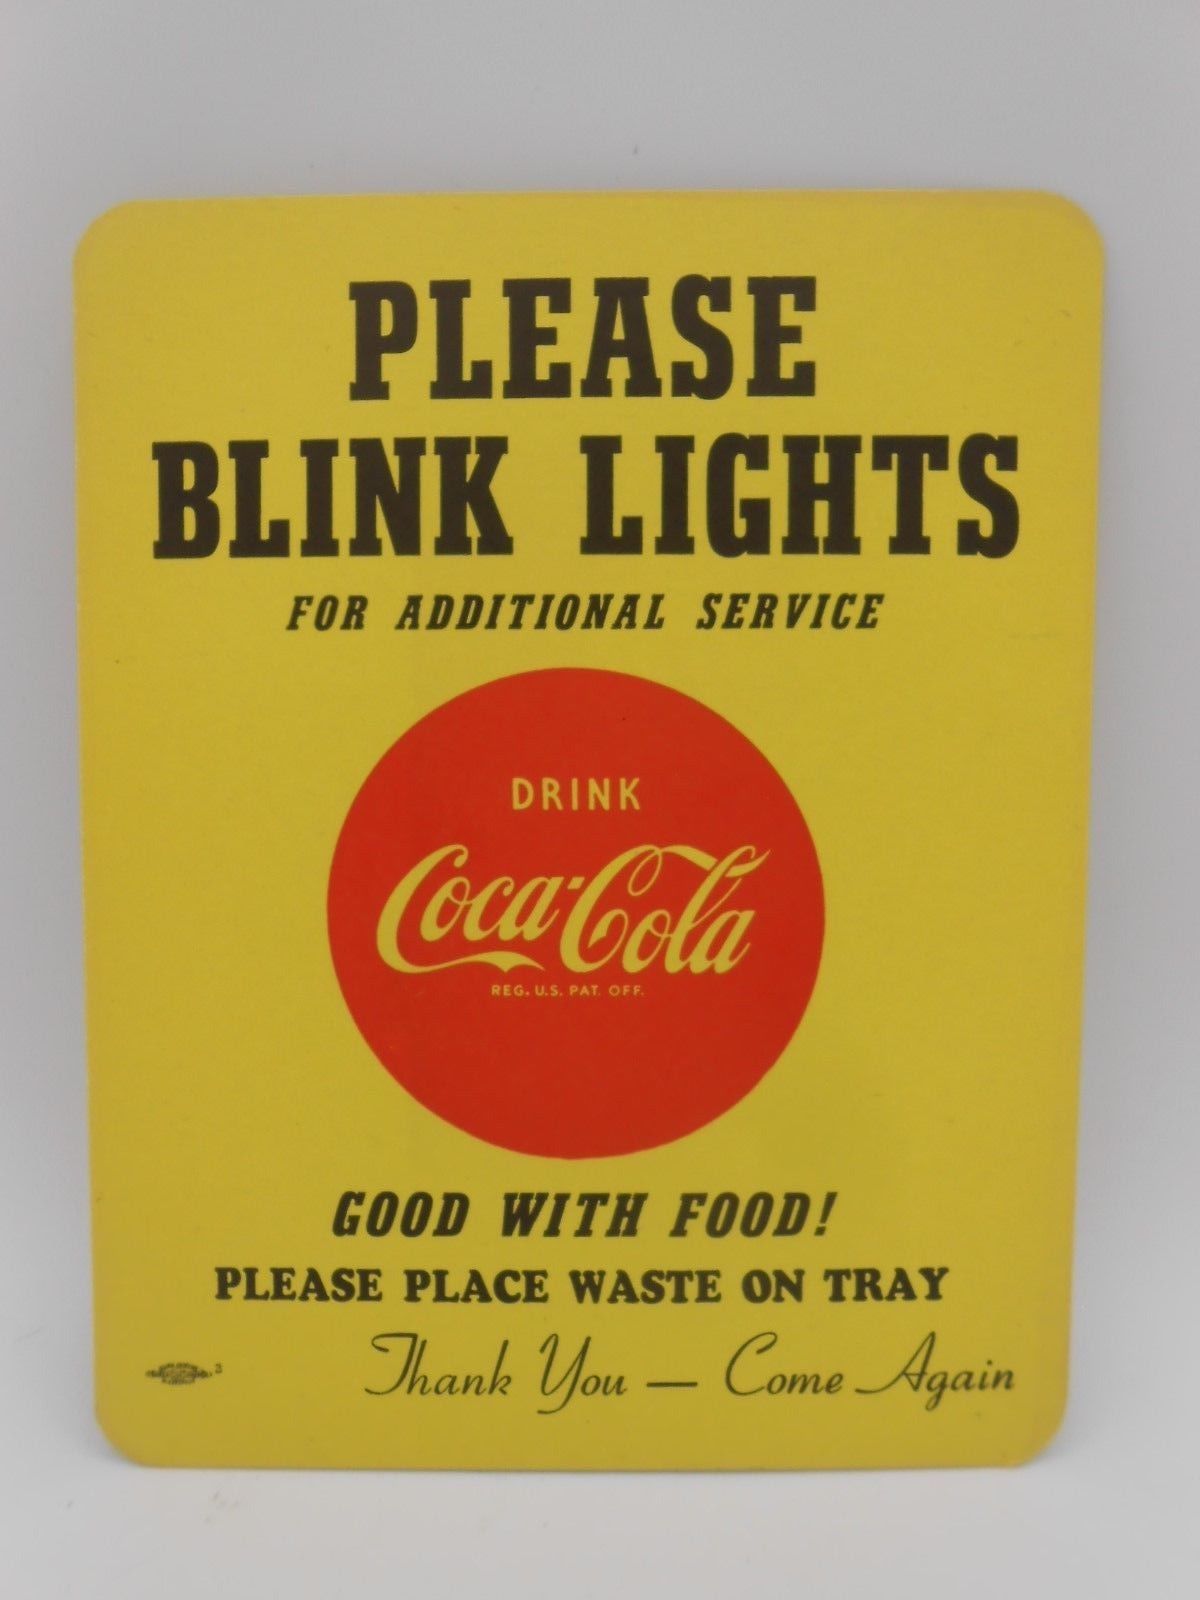 PLEASE
BLINK LIGHTS
FOR ADDITIONAL SERVICE
DRINK
Coca-Cola
REG. U.S. PAT. OFF.
GOOD WITH FOOD!
PLEASE PLACE WASTE ON TRAY
Thank You — Come Again
3